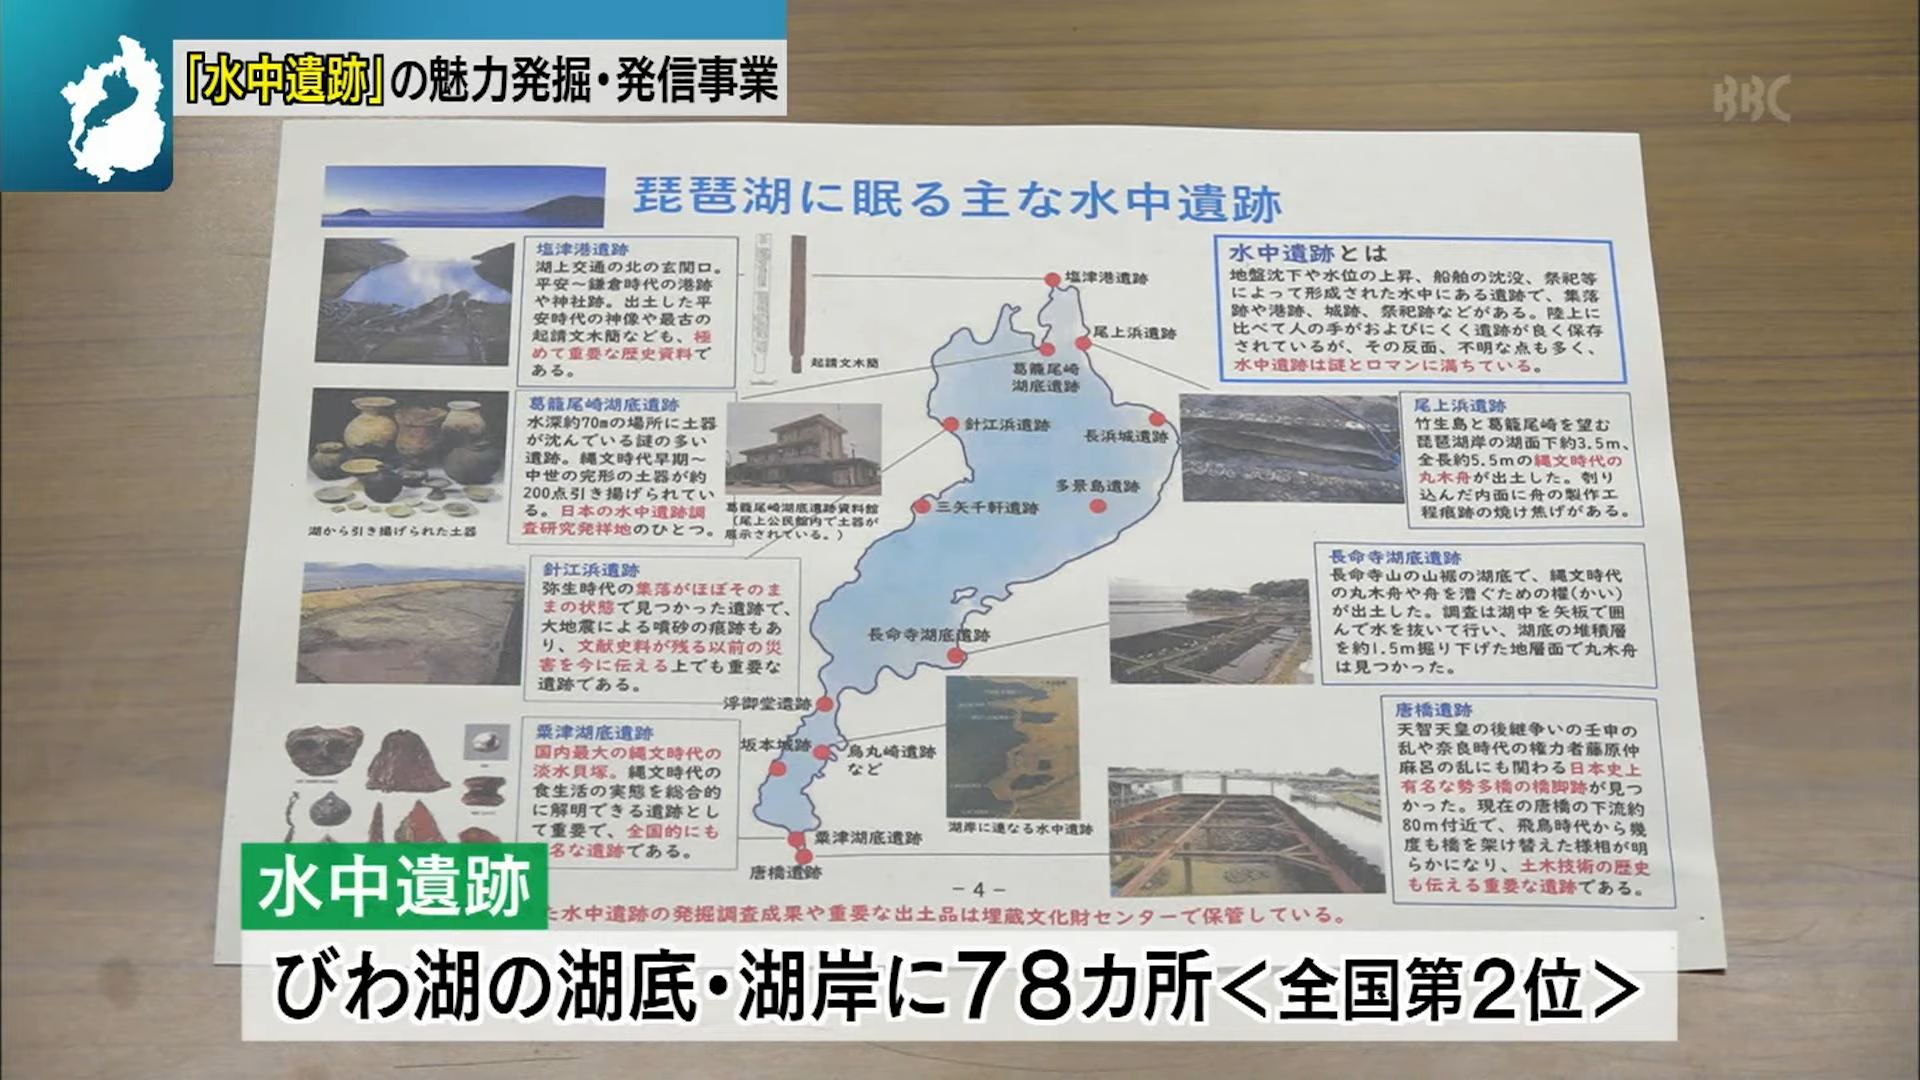 「水中遺跡」の魅力発掘・発信事業
BBC
琵琶湖に眠る主な水中遺跡
塩津港遺跡
湖上交通の北の玄関口。
平安～鎌倉時代の港跡
や神社跡。出土した平
安時代の神像や最古の
起請文木簡なども、極
めて重要な歴史資料で
ある。
起請文木簡
水中遺跡とは
地盤沈下や水位の上昇、船舶の沈没、祭祀等
によって形成された水中にある遺跡で、集落
跡や港跡、城跡、祭祀跡などがある。陸上に
比べて人の手がおよびにくく遺跡が良く保存
されているが、その反面、不明な点も多く、
水中遺跡は謎とロマンに満ちている。
塩津港遺跡
尾上浜遺跡
葛籠尾崎
湖底遺跡
針江浜遺跡
長浜城遺跡
多景島遺跡
三矢千軒遺跡
長命寺湖底遺跡
浮御堂遺跡
坂本城跡
烏丸崎遺跡
など
粟津湖底遺跡
唐橋遺跡
葛籠尾崎湖底遺跡
水深約70mの場所に土器
が沈んでいる謎の多い
遺跡。縄文時代早期～
中世の完形の土器が約
200点引き揚げられてい
る。日本の水中遺跡調
査研究発祥地のひとつ。
湖から引き揚げられた土器
葛籠尾崎湖底遺跡資料館
(尾上公民館内で土器が
展示されている。)
尾上浜遺跡
竹生島と葛籠尾崎を望む
琵琶湖岸の湖面下約3.5m、
全長約5.5mの縄文時代の
丸木舟が出土した。刳り
込んだ内面に舟の製作工
程痕跡の焼け焦げがある。
針江浜遺跡
弥生時代の集落がほぼそのま
まの状態で見つかった遺跡で、
大地震による噴砂の痕跡もあ
り、文献史料が残る以前の災
害を今に伝える上でも重要な
遺跡である。
長命寺湖底遺跡
長命寺山の山裾の湖底で、縄文時代
の丸木舟や舟を漕ぐための櫂(かい)
が出土した。調査は湖中を矢板で囲
んで水を抜いて行い、湖底の堆積層
を約1.5m掘り下げた地層面で丸木舟
は見つかった。
粟津湖底遺跡
国内最大の縄文時代の
淡水貝塚。縄文時代の
食生活の実態を総合的
に解明できる遺跡とし
て重要で、全国的にも
名な遺跡である。
湖岸に連なる水中遺跡
唐橋遺跡
天智天皇の後継争いの壬申の
乱や奈良時代の権力者藤原仲
麻呂の乱にも関わる日本史上
有名な勢多橋の橋脚跡が見つ
かった。現在の唐橋の下流約
80m付近で、飛鳥時代から幾
度も橋を架け替えた様相が明
らかになり、土木技術の歴史
も伝える重要な遺跡である。
-4-
た水中遺跡の発掘調査成果や重要な出土品は埋蔵文化財センターで保管している。
水中遺跡
びわ湖の湖底・湖岸に78カ所<全国第2位>